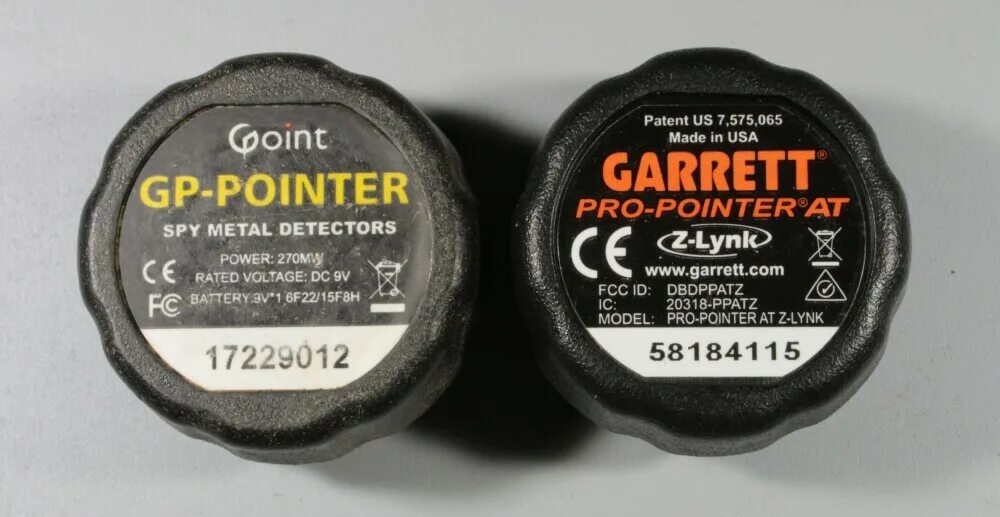 Gpoint
GP-POINTER
SPY METAL DETECTORS
POWER: 270MW
RATED VOLTAGE: DC 9V
BATTERY:9V*1 6F22/15F8H
CE
FC
17229012
Patent US 7,575,065
Made in USA
GARRETT®
PRO-POINTER® AT
CE
Z-Lynk
www.garrett.com
FCC ID: DBDPPATZ
IC: 20318-PPATZ
MODEL: PRO-POINTER AT Z-LYNK
58184115